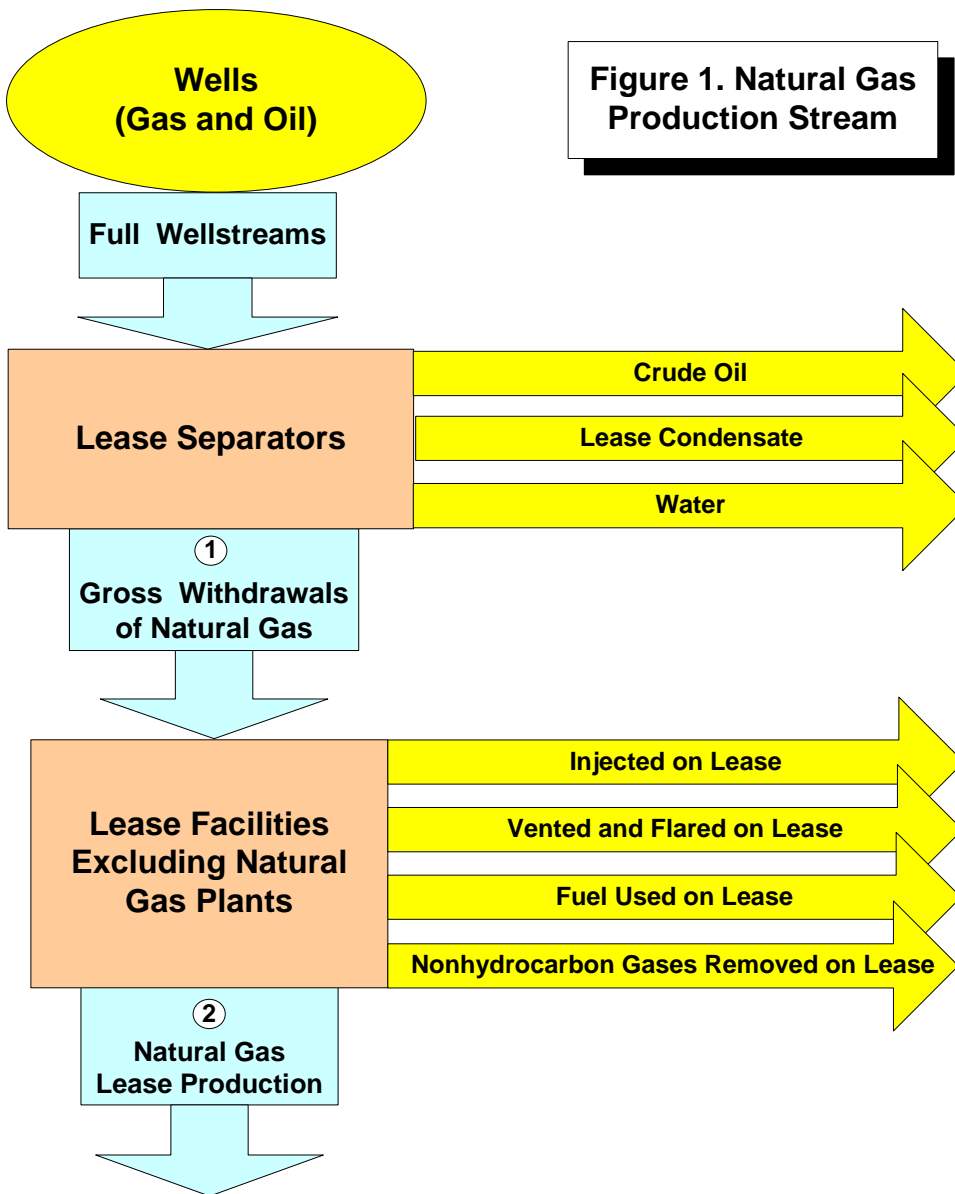 Wells
(Gas and Oil)
Figure 1. Natural Gas
Production Stream
Full Wellstreams
Lease Separators
Crude Oil
Lease Condensate
Water
1
Gross Withdrawals
of Natural Gas
Lease Facilities
Excluding Natural
Gas Plants
Injected on Lease
Vented and Flared on Lease
Fuel Used on Lease
Nonhydrocarbon Gases Removed on Lease
2
Natural Gas
Lease Production